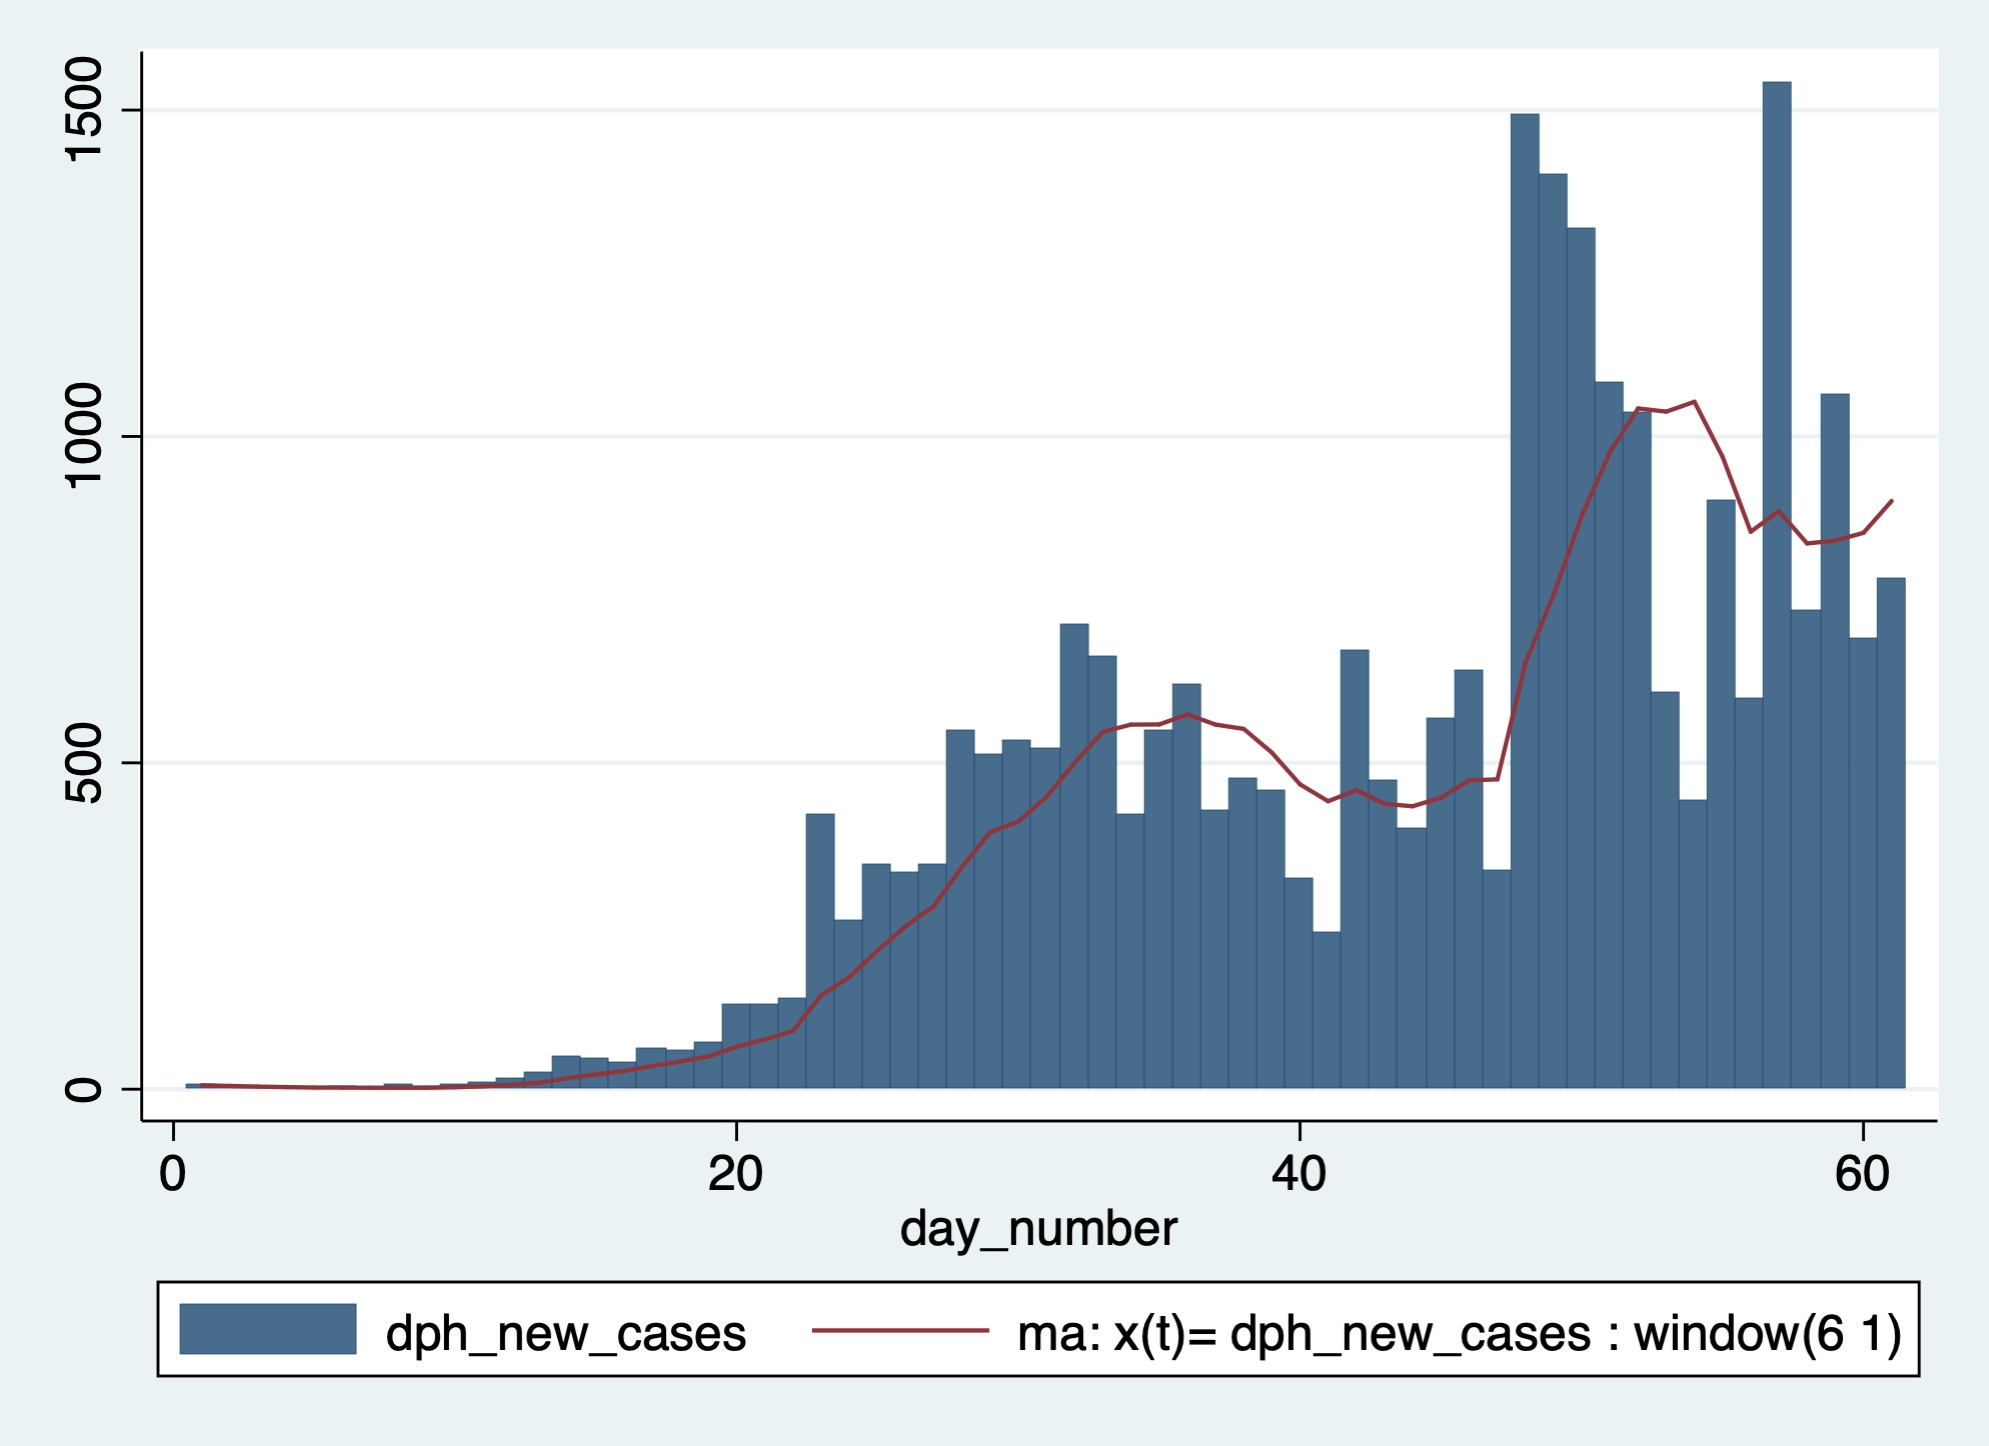 1500
1000
500
0
0 20 40 60
day_number
dph_new_cases ma: x(t)= dph_new_cases : window(6 1)